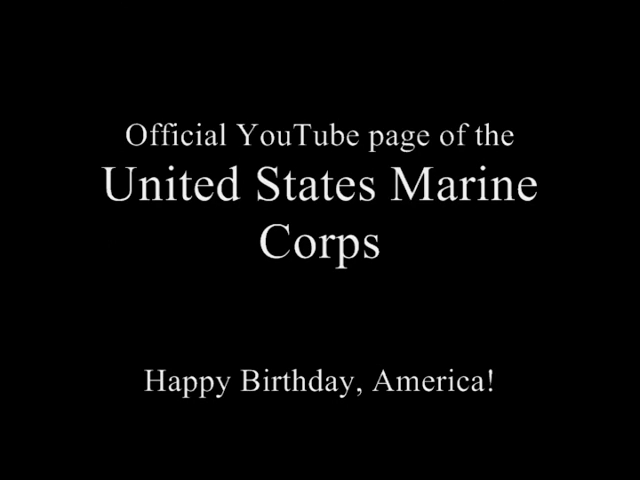 Official YouTube page of the
United States Marine
Corps
Happy Birthday, America!